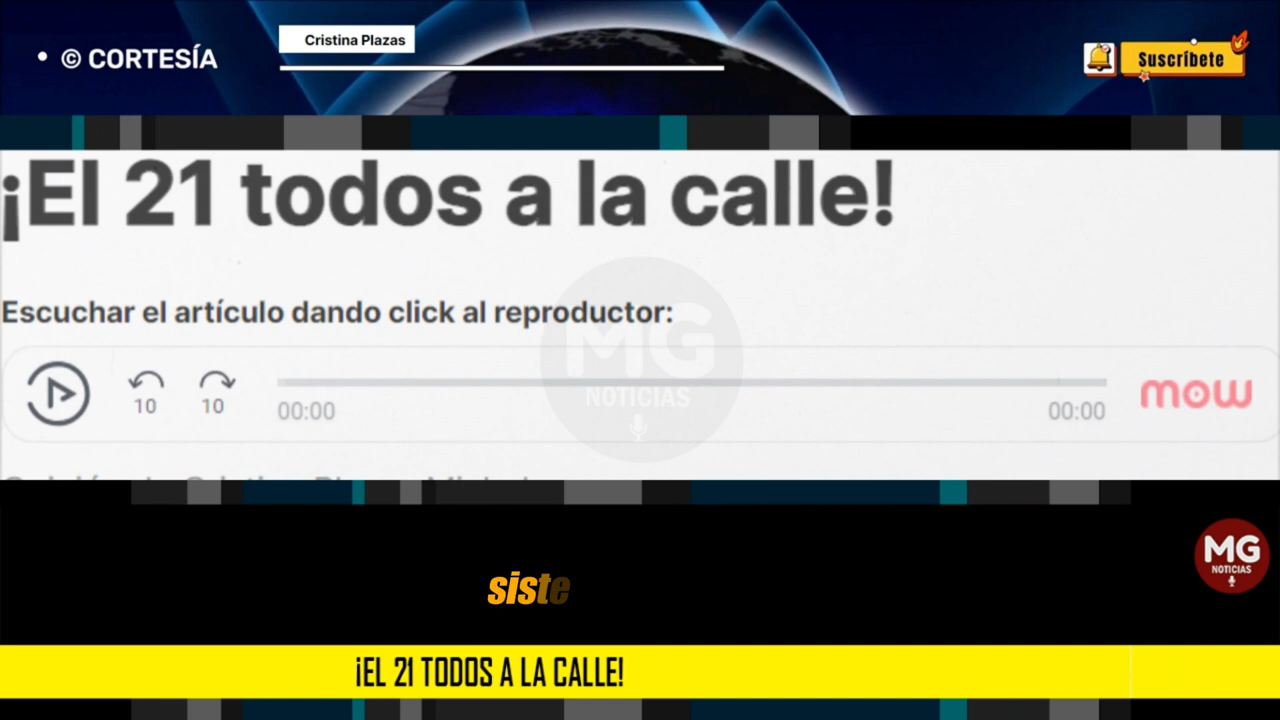 • © CORTESÍA
Cristina Plazas
Suscríbete
¡El 21 todos a la calle!
Escuchar el artículo dando click al reproductor:
MG
NOTICIAS
10
10
00:00
00:00
mow
MG
NOTICIAS
siste
¡EL 21 TODOS A LA CALLE!